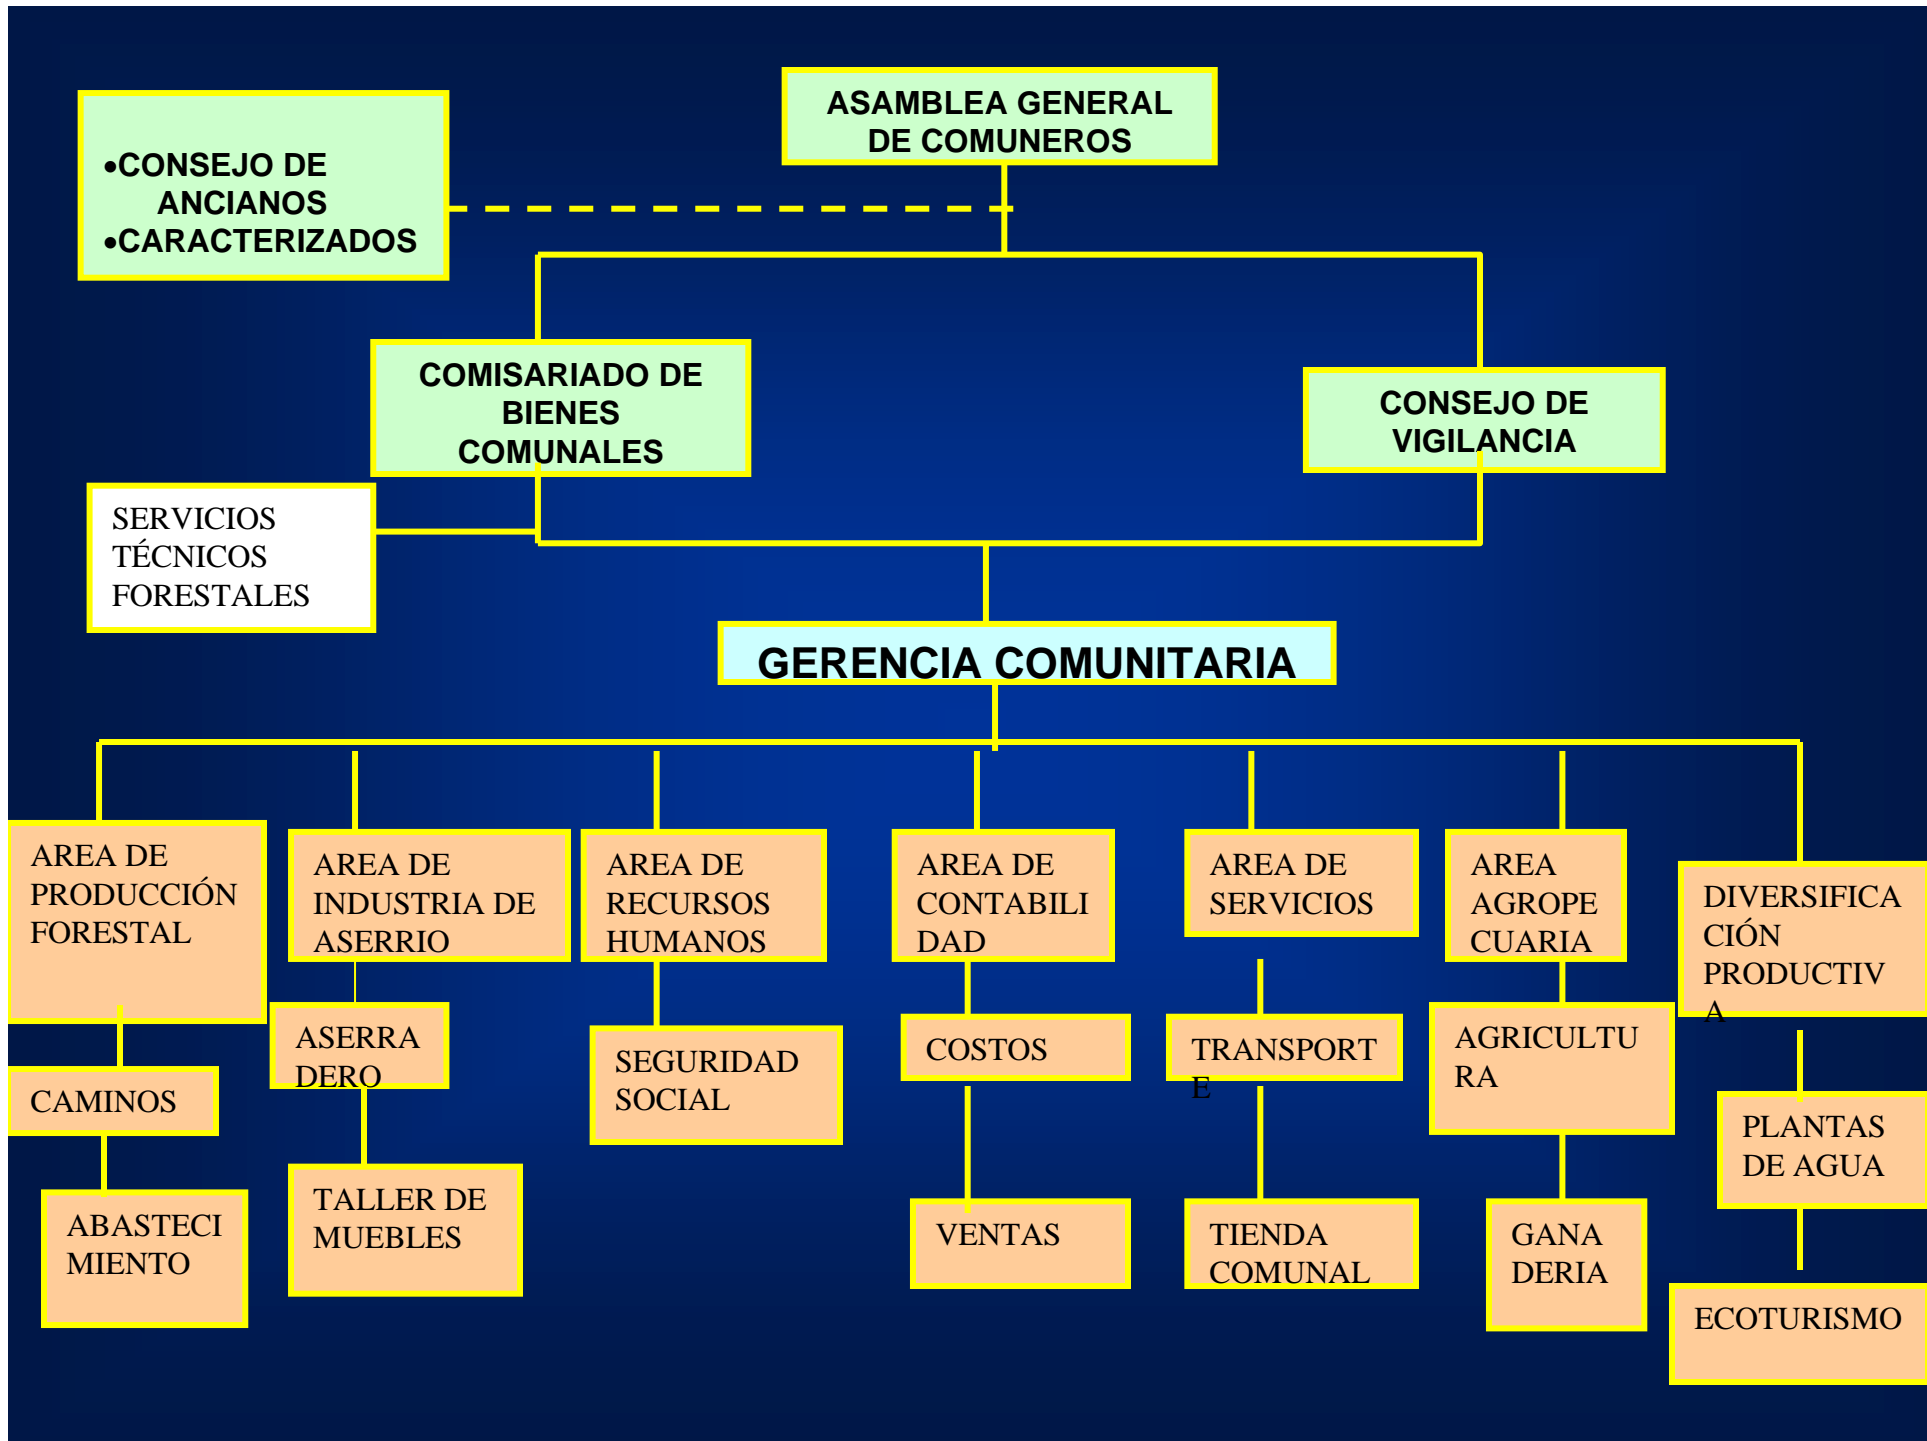 ASAMBLEA GENERAL
DE COMUNEROS
•CONSEJO DE
ANCIANOS
•CARACTERIZADOS
COMISARIADO DE
BIENES
COMUNALES
CONSEJO DE
VIGILANCIA
SERVICIOS
TÉCNICOS
FORESTALES
GERENCIA COMUNITARIA
AREA DE
PRODUCCIÓN
FORESTAL
AREA DE
INDUSTRIA DE
ASERRIO
AREA DE
RECURSOS
HUMANOS
AREA DE
CONTABILI
DAD
AREA DE
SERVICIOS
AREA
AGROPE
CUARIA
DIVERSIFICA
CIÓN
PRODUCTIV
A
CAMINOS
ASERRA
DERO
SEGURIDAD
SOCIAL
COSTOS
TRANSPORT
E
AGRICULTU
RA
PLANTAS
DE AGUA
ABASTECI
MIENTO
TALLER DE
MUEBLES
VENTAS
TIENDA
COMUNAL
GANA
DERIA
ECOTURISMO